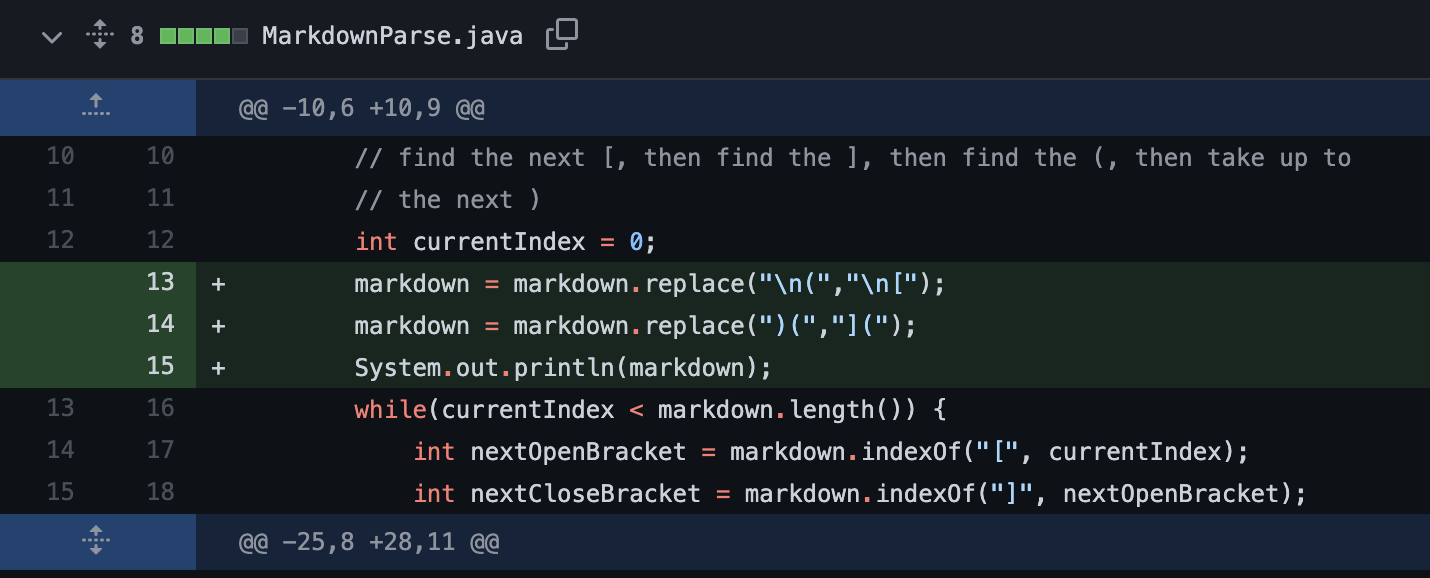 8 MarkdownParse.java
@@ -10,6 +10,9 @@
10 10 // find the next [, then find the ], then find the (, then take up to
11 11 // the next )
12 12 int currentIndex = 0;
13 + markdown = markdown.replace("\n(","\n[");
14 + markdown = markdown.replace(")(","](");
15 + System.out.println(markdown);
13 16 while(currentIndex < markdown.length()) {
14 17 int nextOpenBracket = markdown.indexOf("[", currentIndex);
15 18 int nextCloseBracket = markdown.indexOf("]", nextOpenBracket);
@@ -25,8 +28,11 @@